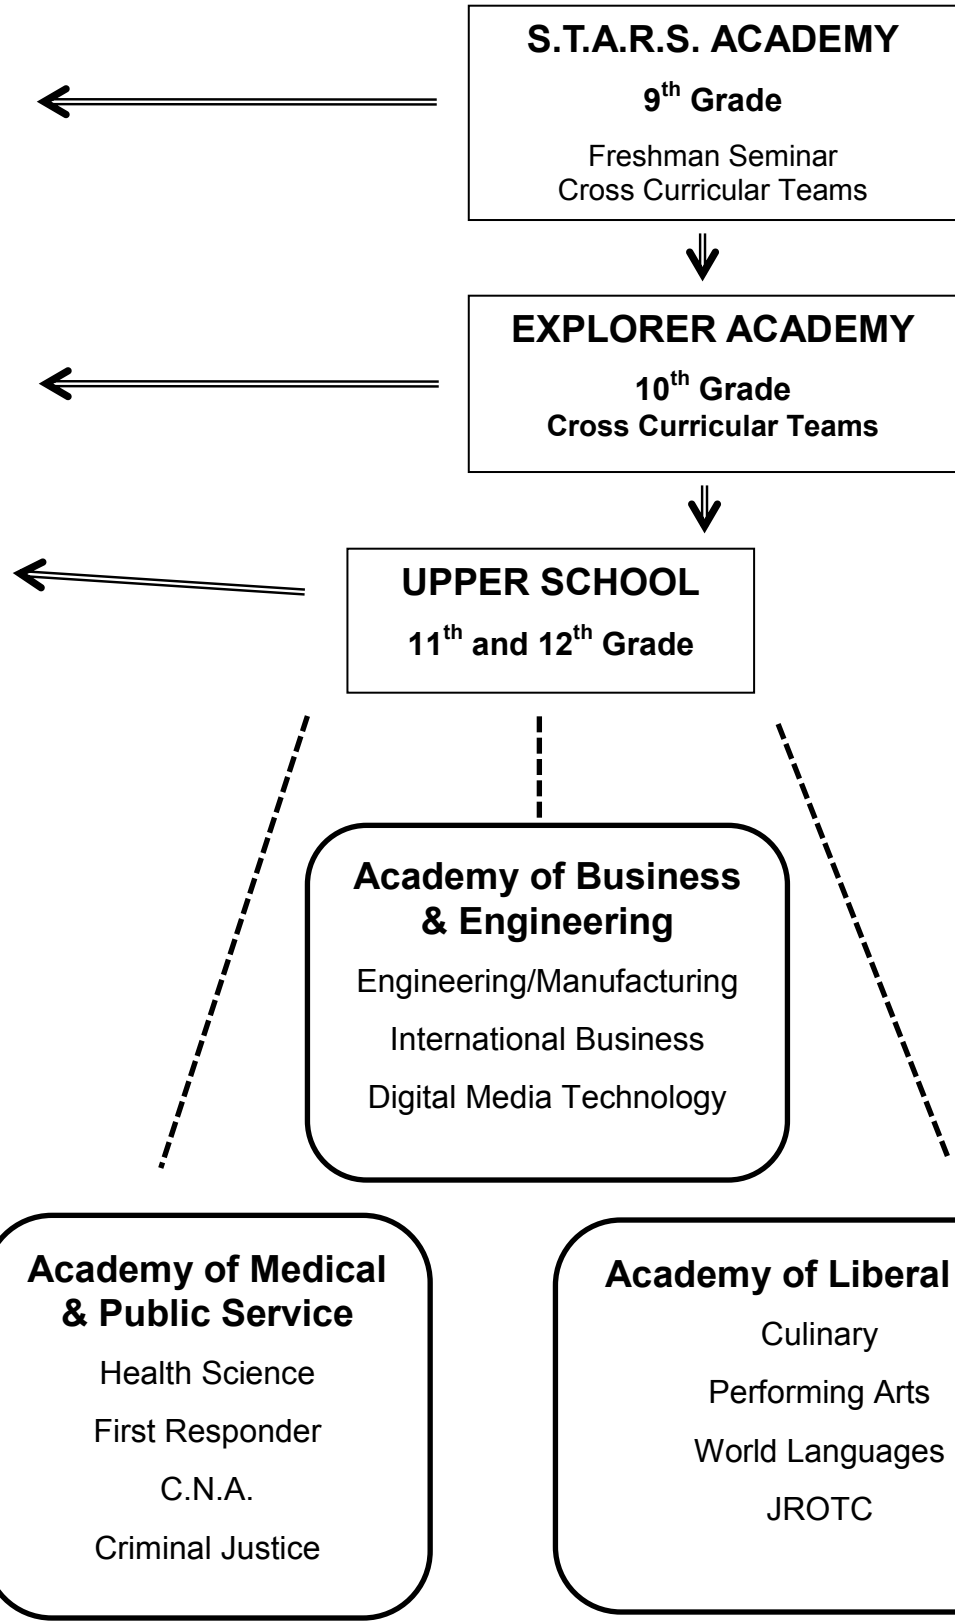 S.T.A.R.S. ACADEMY
9th Grade
Freshman Seminar
Cross Curricular Teams
EXPLORER ACADEMY
10th Grade
Cross Curricular Teams
UPPER SCHOOL
11th and 12th Grade
Academy of Business
& Engineering
Engineering/Manufacturing
International Business
Digital Media Technology
Academy of Medical
& Public Service
Health Science
First Responder
C.N.A.
Criminal Justice
Academy of Liberal
Culinary
Performing Arts
World Languages
JROTC